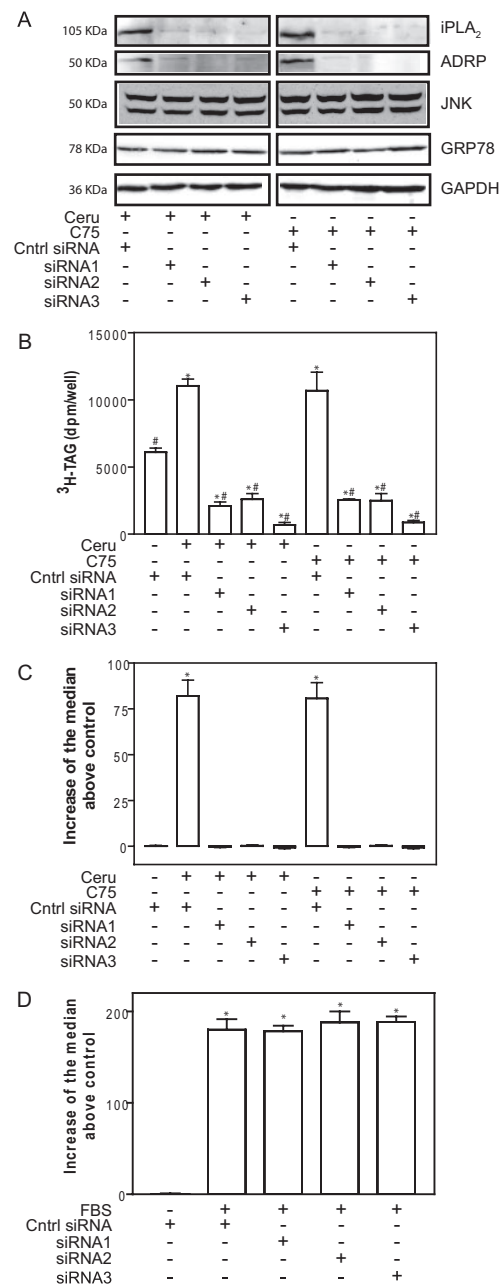 A
105 KDa iPLA2
50 KDa ADRP
50 KDa JNK
78 KDa GRP78
36 KDa GAPDH
Ceru + + + + - - - -
C75 - - - - + + + +
Cntrl siRNA + - - - + - - -
siRNA1 - + - - - + - -
siRNA2 - - + - - - + -
siRNA3 - - - + - - - +
B
3H-TAG (dpm/well)
15000
10000
5000
0
# * *# *# *# * *# *# *#
Ceru - + + + + - - - -
C75 - - - - - + + + +
Cntrl siRNA + + - - - + - - -
siRNA1 - - + - - - + - -
siRNA2 - - - + - - - + -
siRNA3 - - - - + - - - +
C
Increase of the median
above control
100
75
50
25
0
* *
Ceru - + + + + - - - -
C75 - - - - - + + + +
Cntrl siRNA + + - - - + - - -
siRNA1 - - + - - - + - -
siRNA2 - - - + - - - + -
siRNA3 - - - - + - - - +
D
Increase of the median
above control
200
100
0
* * * *
FBS - + + + +
Cntrl siRNA + + - - -
siRNA1 - - + - -
siRNA2 - - - + -
siRNA3 - - - - +